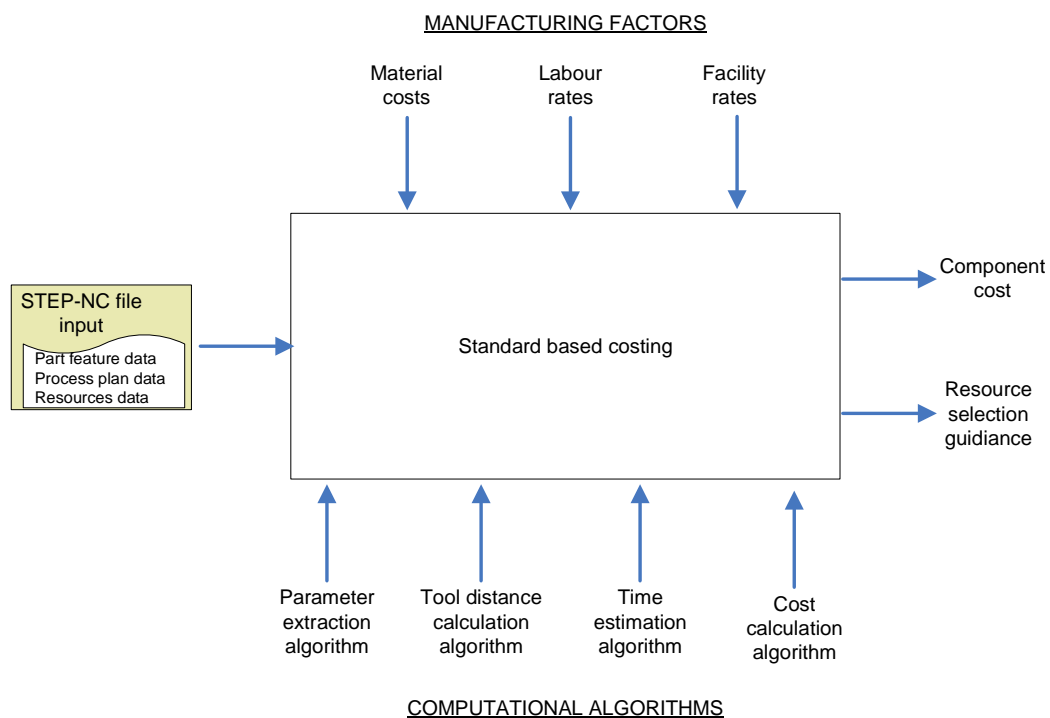 MANUFACTURING FACTORS
Material
costs
Labour
rates
Facility
rates
STEP-NC file
input
Part feature data
Process plan data
Resources data
Standard based costing
Component
cost
Resource
selection
guidiance
Parameter
extraction
algorithm
Tool distance
calculation
algorithm
Time
estimation
algorithm
Cost
calculation
algorithm
COMPUTATIONAL ALGORITHMS